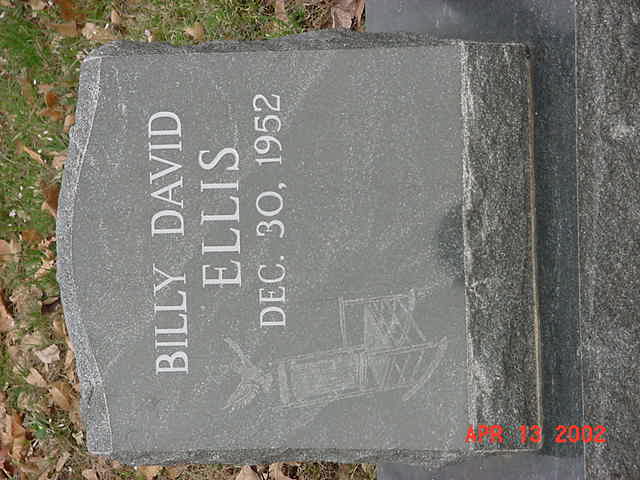 BILLY DAVID
ELLIS
DEC. 30, 1952
APR 13 2002